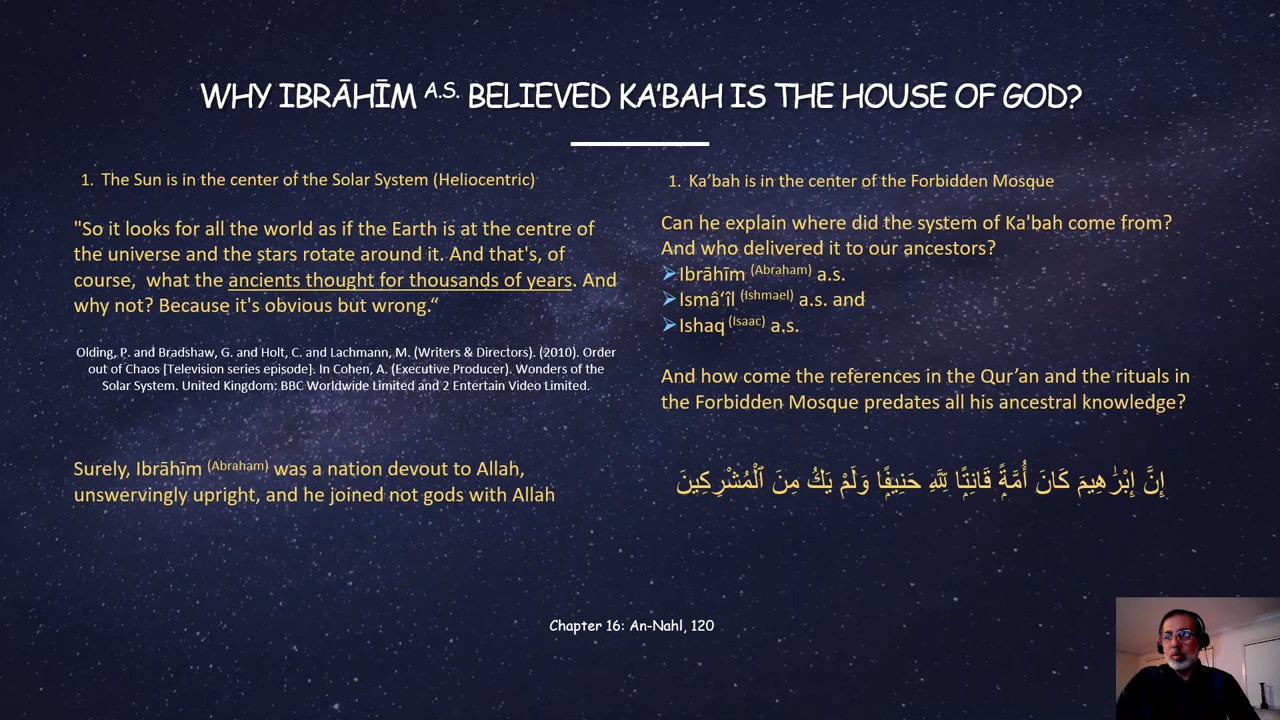 WHY IBRĀHĪM A.S. BELIEVED KA'BAH IS THE HOUSE OF GOD?
1. The Sun is in the center of the Solar System (Heliocentric)
"So it looks for all the world as if the Earth is at the centre of
the universe and the stars rotate around it. And that's, of
course,  what the ancients thought for thousands of years. And
why not? Because it's obvious but wrong.“
Olding, P. and Bradshaw, G. and Holt, C. and Lachmann, M. (Writers & Directors). (2010). Order
out of Chaos [Television series episode]. In Cohen, A. (Executive Producer). Wonders of the
Solar System. United Kingdom: BBC Worldwide Limited and 2 Entertain Video Limited.
Surely, Ibrāhīm (Abraham) was a nation devout to Allah,
unswervingly upright, and he joined not gods with Allah
1. Ka’bah is in the center of the Forbidden Mosque
Can he explain where did the system of Ka'bah come from?
And who delivered it to our ancestors?
➢Ibrāhīm (Abraham) a.s.
➢Ismâ‘îl (Ishmael) a.s. and
➢Ishaq (Isaac) a.s.
And how come the references in the Qur’an and the rituals in
the Forbidden Mosque predates all his ancestral knowledge?
إِنَّ إِبْرَٰهِيمَ كَانَ أُمَّةًۭ قَانِتًۭا لِّلَّهِ حَنِيفًۭا وَلَمْ يَكُ مِنَ ٱلْمُشْرِكِينَ
Chapter 16: An-Nahl, 120